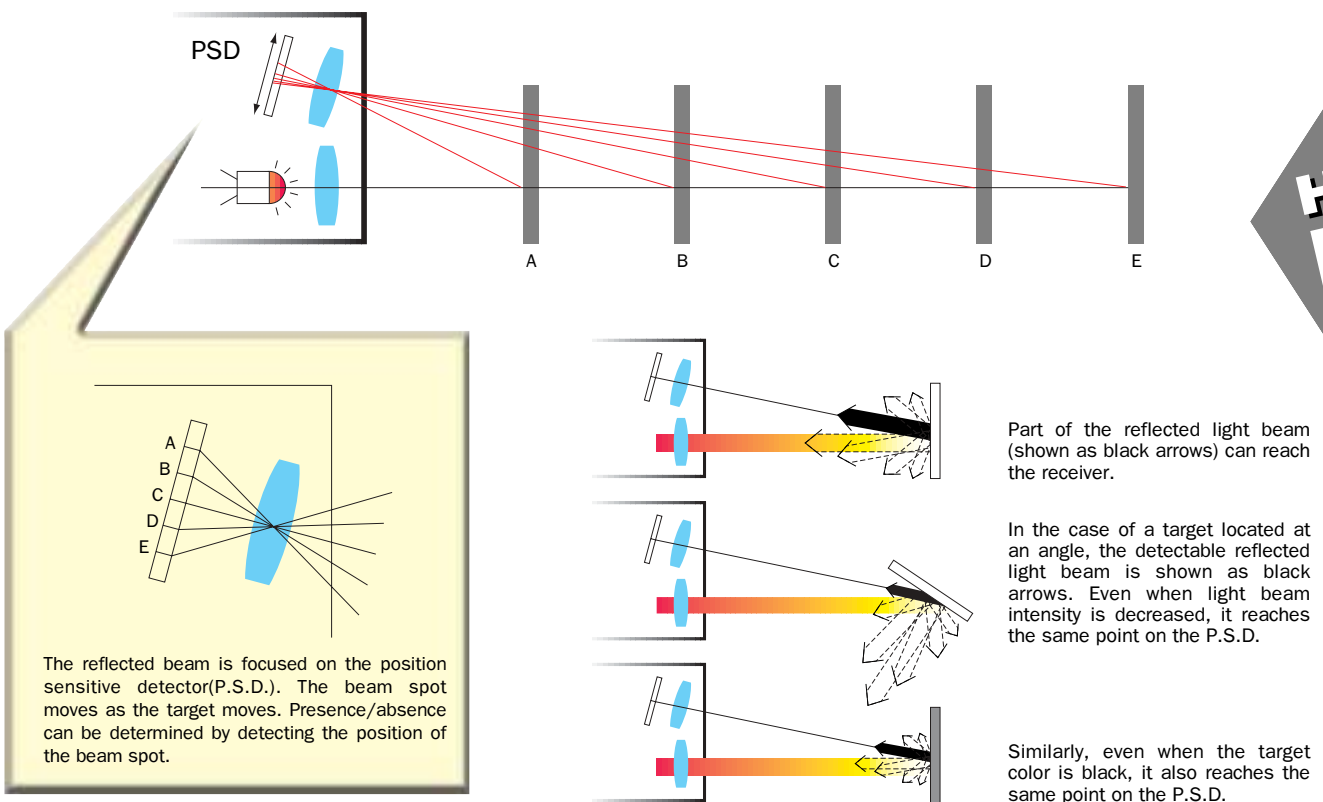 PSD
A
B
C
D
E
A
B
C
D
E
The reflected beam is focused on the position
sensitive detector(P.S.D.). The beam spot
moves as the target moves. Presence/absence
can be determined by detecting the position of
the beam spot.
Part of the reflected light beam
(shown as black arrows) can reach
the receiver.
In the case of a target located at
an angle, the detectable reflected
light beam is shown as black
arrows. Even when light beam
intensity is decreased, it reaches
the same point on the P.S.D.
Similarly, even when the target
color is black, it also reaches the
same point on the P.S.D.